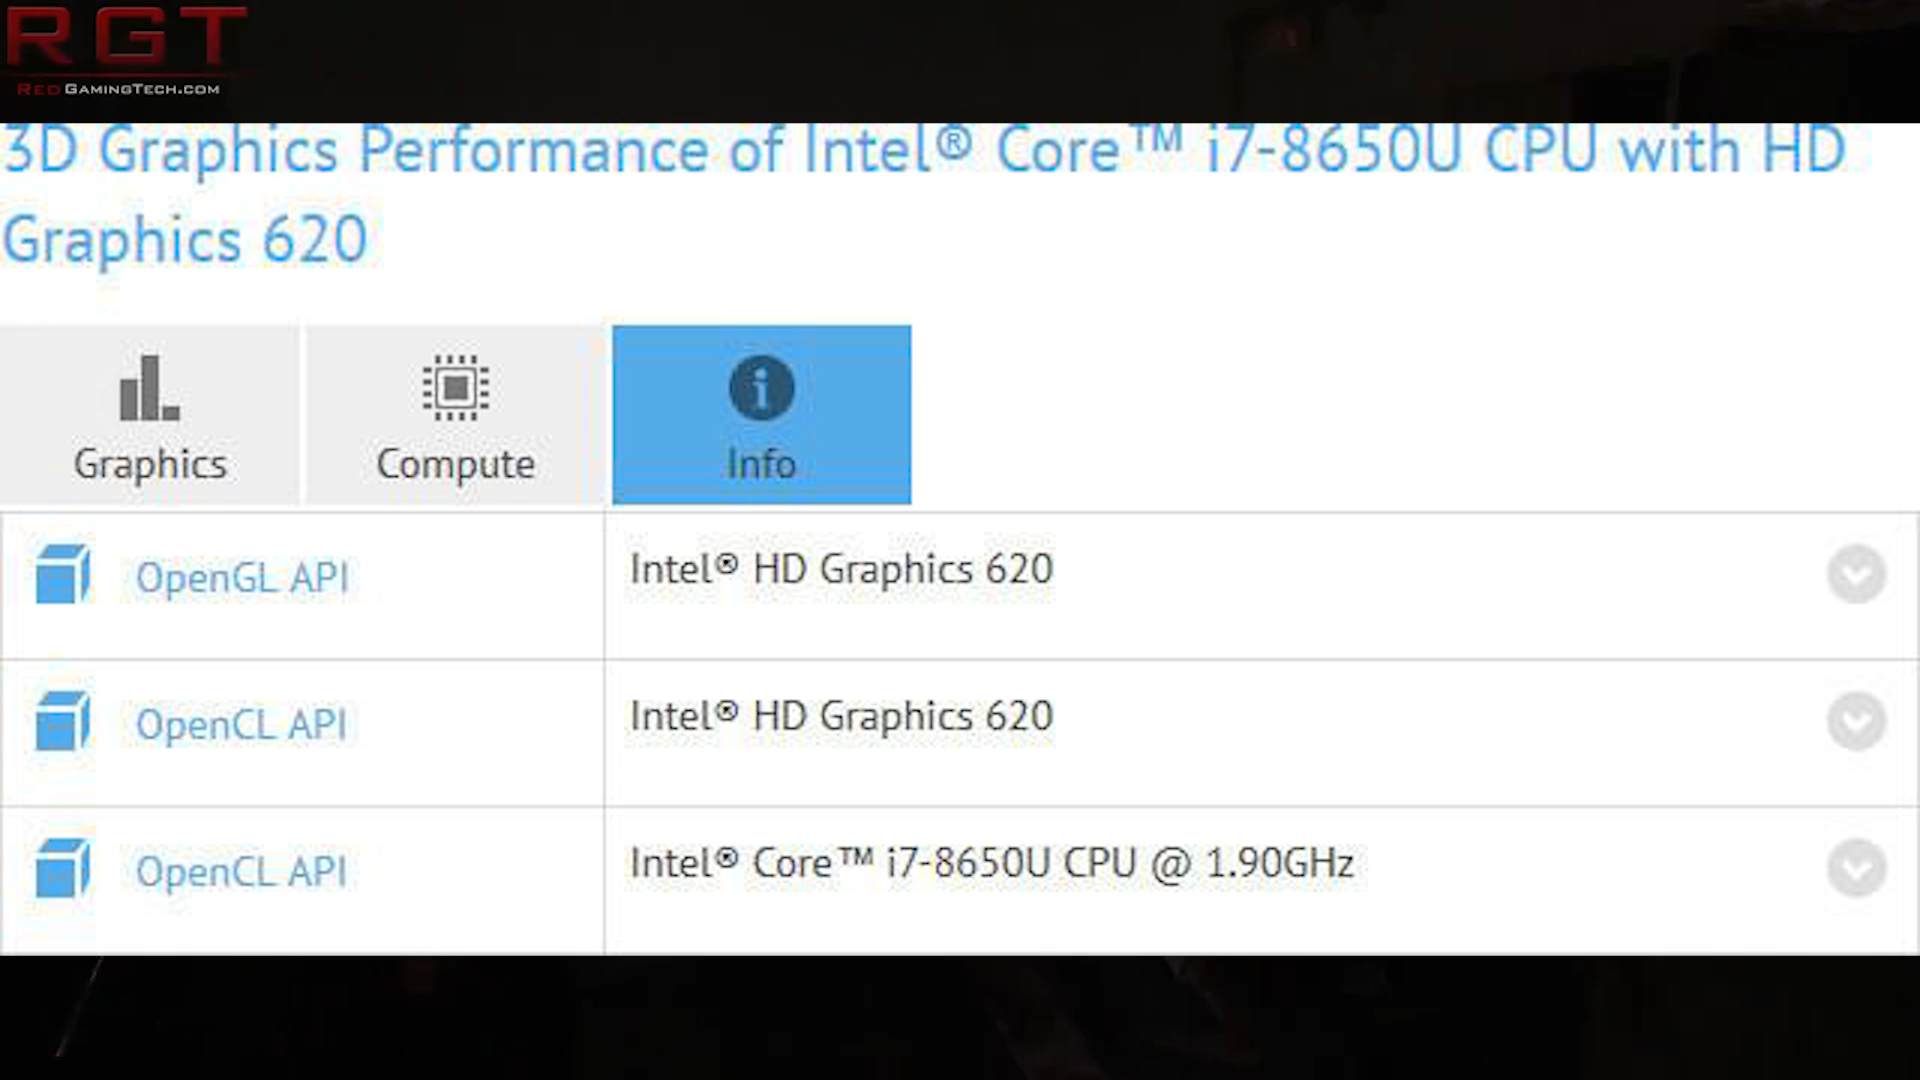 RGT
REDGAMINGTECH.COM
3D Graphics Performance of Intel® Core™ i7-8650U CPU with HD
Graphics 620
Graphics
Compute
Info
OpenGL API
Intel® HD Graphics 620
OpenCL API
Intel® HD Graphics 620
OpenCL API
Intel® Core™ i7-8650U CPU @ 1.90GHz